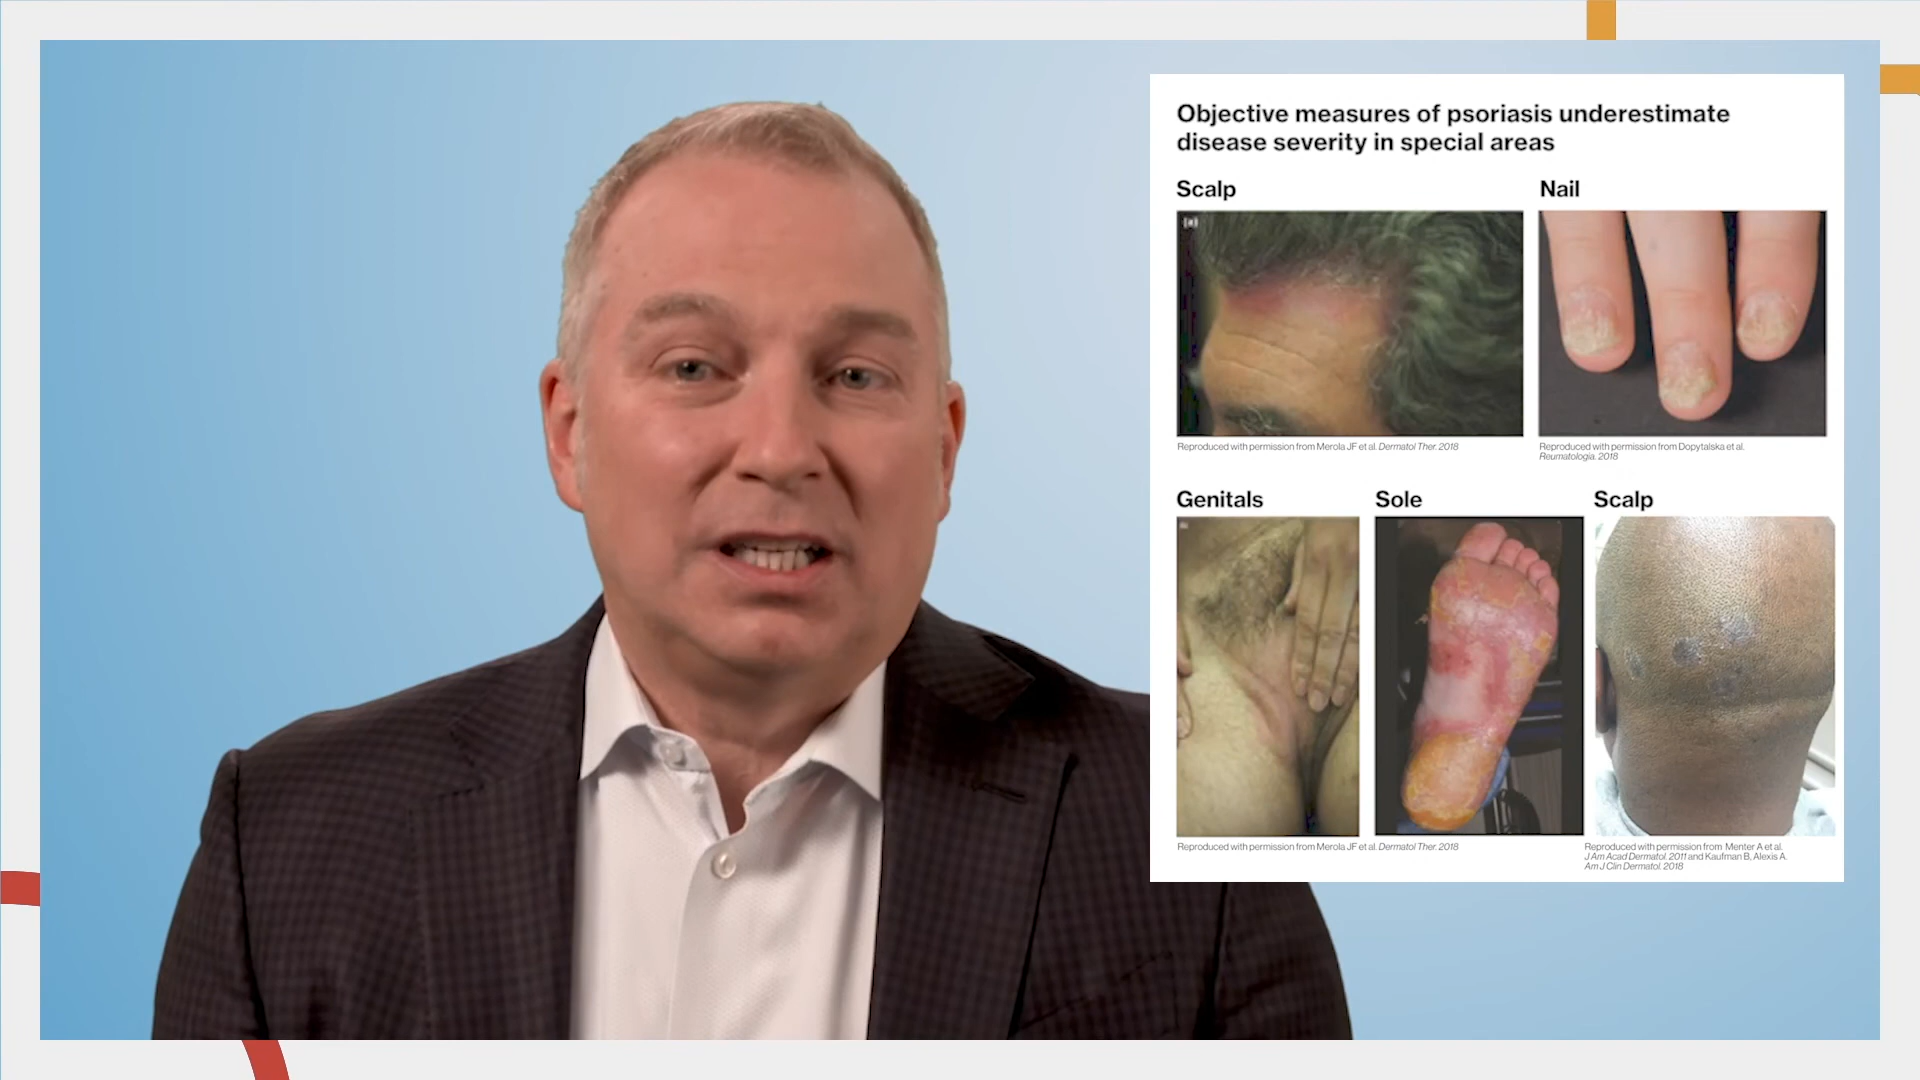 Objective measures of psoriasis underestimate
disease severity in special areas
Scalp
Nail
[a]
Reproduced with permission from Merola JF et al. Dermatol Ther. 2018
Reproduced with permission from Dopytalska et al.
Reumatologia. 2018
Genitals
Sole
Scalp
Reproduced with permission from Merola JF et al. Dermatol Ther. 2018
Reproduced with permission from Menter A et al.
J Am Acad Dermatol. 2011 and Kaufman B, Alexis A.
Am J Clin Dermatol. 2018